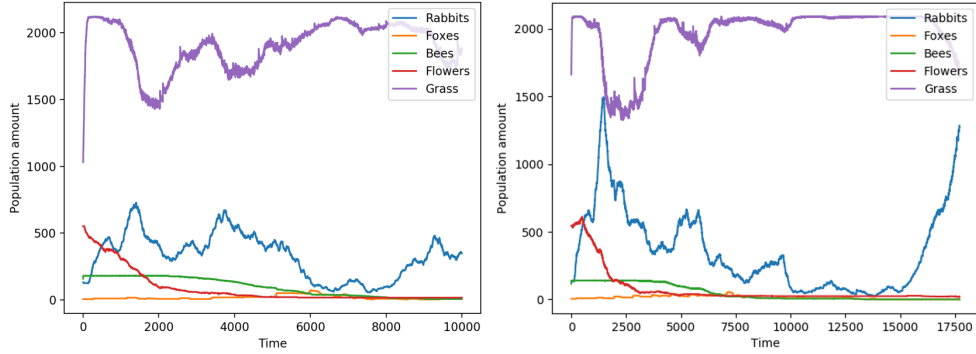 Population amount
2000
1500
1000
500
0
Rabbits
Foxes
Bees
Flowers
Grass
0
2000
4000
6000
8000
10000
Time
Population amount
2000
1500
1000
500
0
Rabbits
Foxes
Bees
Flowers
Grass
0
2500
5000
7500
10000
12500
15000
17500
Time